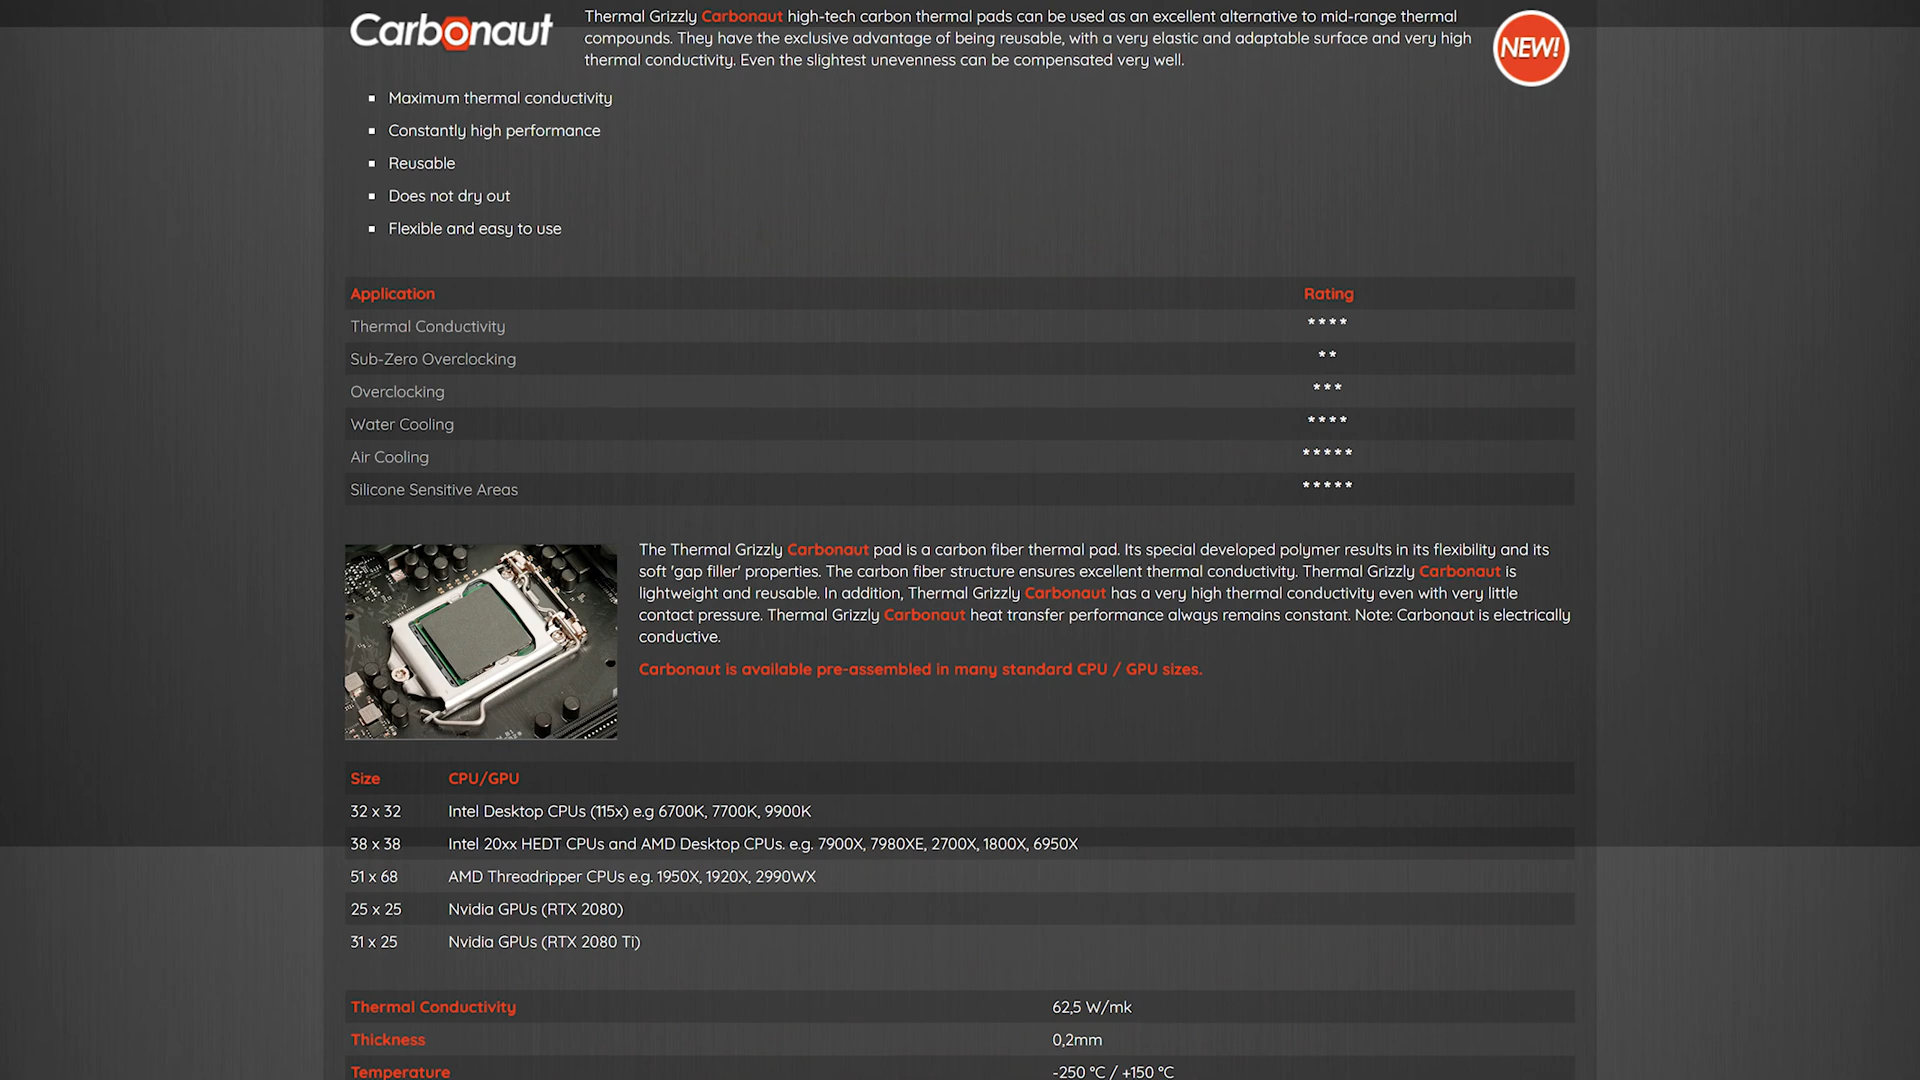 Carbonaut
Thermal Grizzly Carbonaut high-tech carbon thermal pads can be used as an excellent alternative to mid-range thermal
compounds. They have the exclusive advantage of being reusable, with a very elastic and adaptable surface and very high
thermal conductivity. Even the slightest unevenness can be compensated very well.
NEW!
Maximum thermal conductivity
Constantly high performance
Reusable
Does not dry out
Flexible and easy to use
Application Rating
Thermal Conductivity ****
Sub-Zero Overclocking **
Overclocking ***
Water Cooling ****
Air Cooling *****
Silicone Sensitive Areas *****
The Thermal Grizzly Carbonaut pad is a carbon fiber thermal pad. Its special developed polymer results in its flexibility and its
soft 'gap filler' properties. The carbon fiber structure ensures excellent thermal conductivity. Thermal Grizzly Carbonaut is
lightweight and reusable. In addition, Thermal Grizzly Carbonaut has a very high thermal conductivity even with very little
contact pressure. Thermal Grizzly Carbonaut heat transfer performance always remains constant. Note: Carbonaut is electrically
conductive.
Carbonaut is available pre-assembled in many standard CPU / GPU sizes.
Size CPU/GPU
32 x 32 Intel Desktop CPUs (115x) e.g 6700K, 7700K, 9900K
38 x 38 Intel 20xx HEDT CPUs and AMD Desktop CPUs. e.g. 7900X, 7980XE, 2700X, 1800X, 6950X
51 x 68 AMD Threadripper CPUs e.g. 1950X, 1920X, 2990WX
25 x 25 Nvidia GPUs (RTX 2080)
31 x 25 Nvidia GPUs (RTX 2080 Ti)
Thermal Conductivity 62,5 W/mk
Thickness 0,2mm
Temperature -250 °C / +150 °C